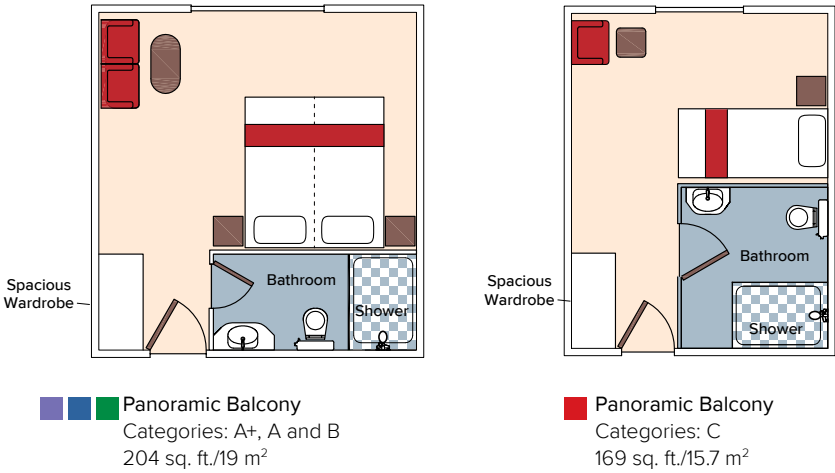 Spacious
Wardrobe
Bathroom
Shower
Panoramic Balcony
Categories: A+, A and B
204 sq. ft./19 m²
Spacious
Wardrobe
Bathroom
Shower
Panoramic Balcony
Categories: C
169 sq. ft./15.7 m²